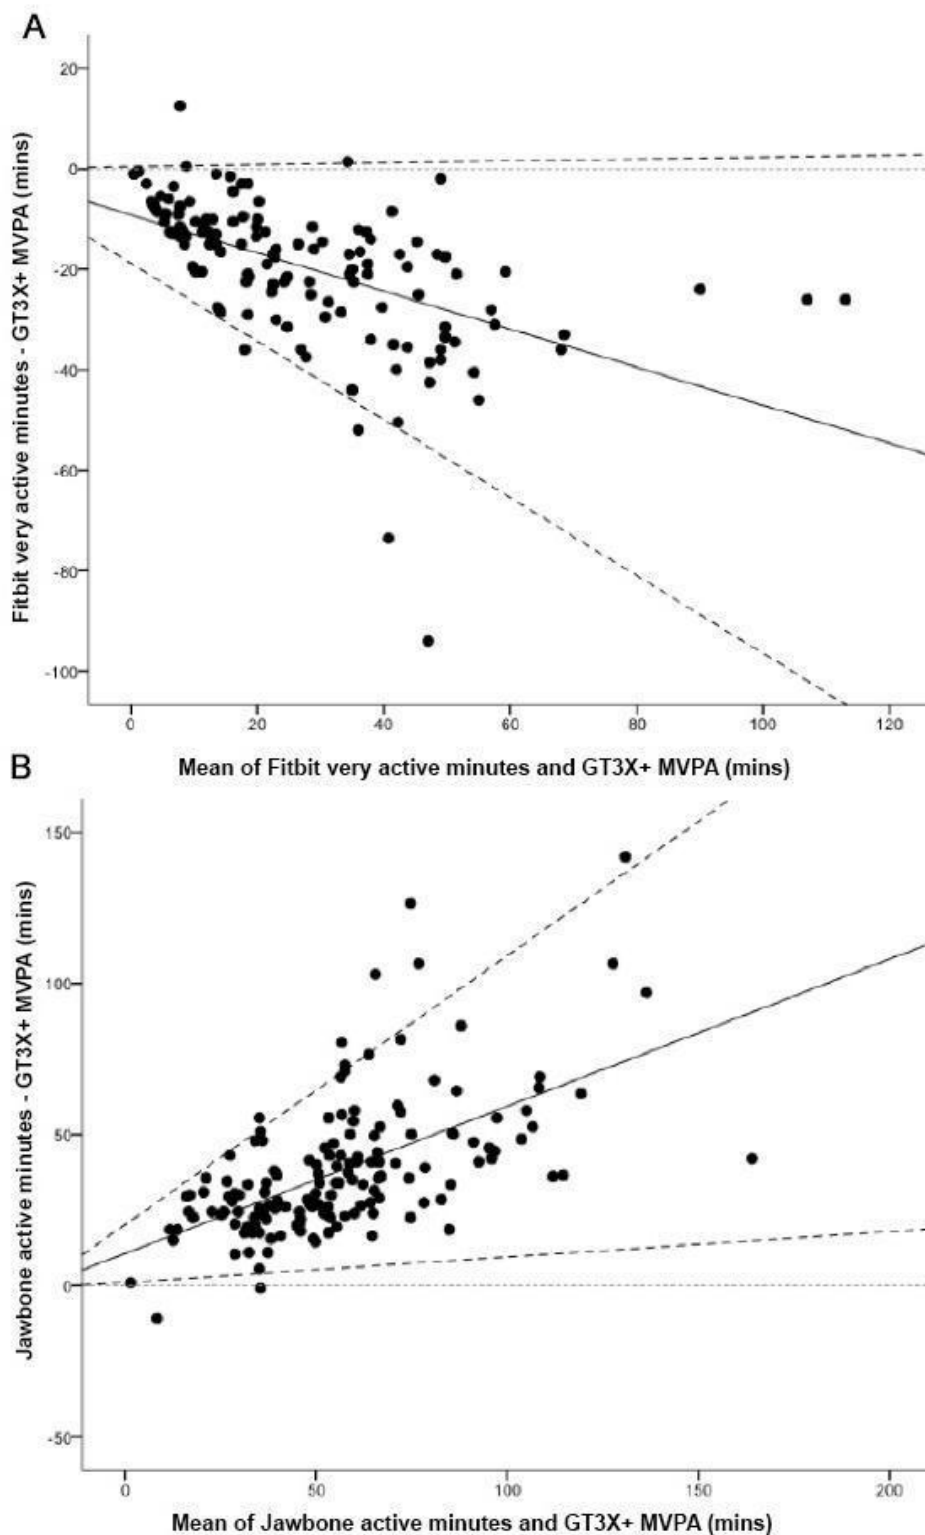 A
20
0
-20
-40
-60
-80
-100
Fitbit very active minutes - GT3X+ MVPA (mins)
0 20 40 60 80 100 120
Mean of Fitbit very active minutes and GT3X+ MVPA (mins)
B
150
100
50
0
-50
Jawbone active minutes - GT3X+ MVPA (mins)
0 50 100 150 200
Mean of Jawbone active minutes and GT3X+ MVPA (mins)